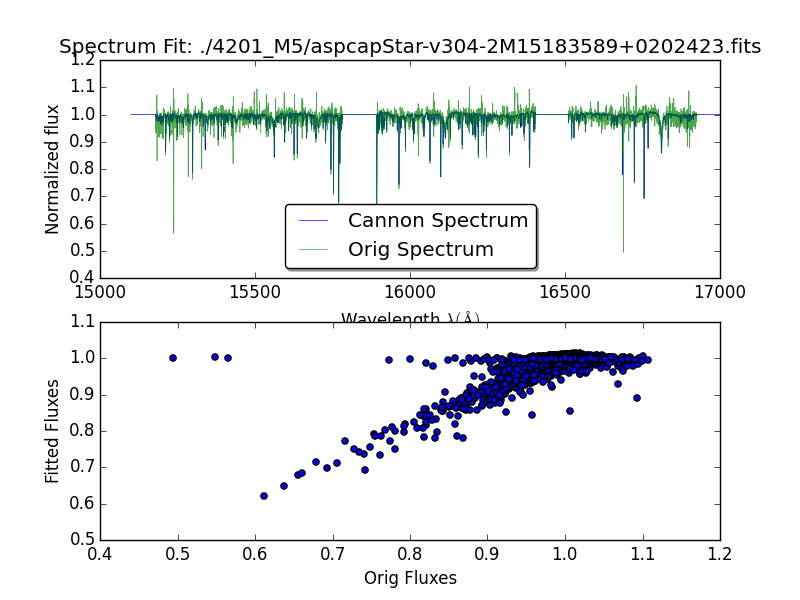 Spectrum Fit: ./4201_M5/aspcapStar-v304-2M15183589+0202423.fits
1.2
1.1
1.0
0.9
0.8
0.7
0.6
0.5
0.4
Normalized flux
Cannon Spectrum
Orig Spectrum
15000 15500 16000 16500 17000
Wavelength λ(Å)
1.1
1.0
0.9
0.8
0.7
0.6
0.5
Fitted Fluxes
0.4 0.5 0.6 0.7 0.8 0.9 1.0 1.1 1.2
Orig Fluxes